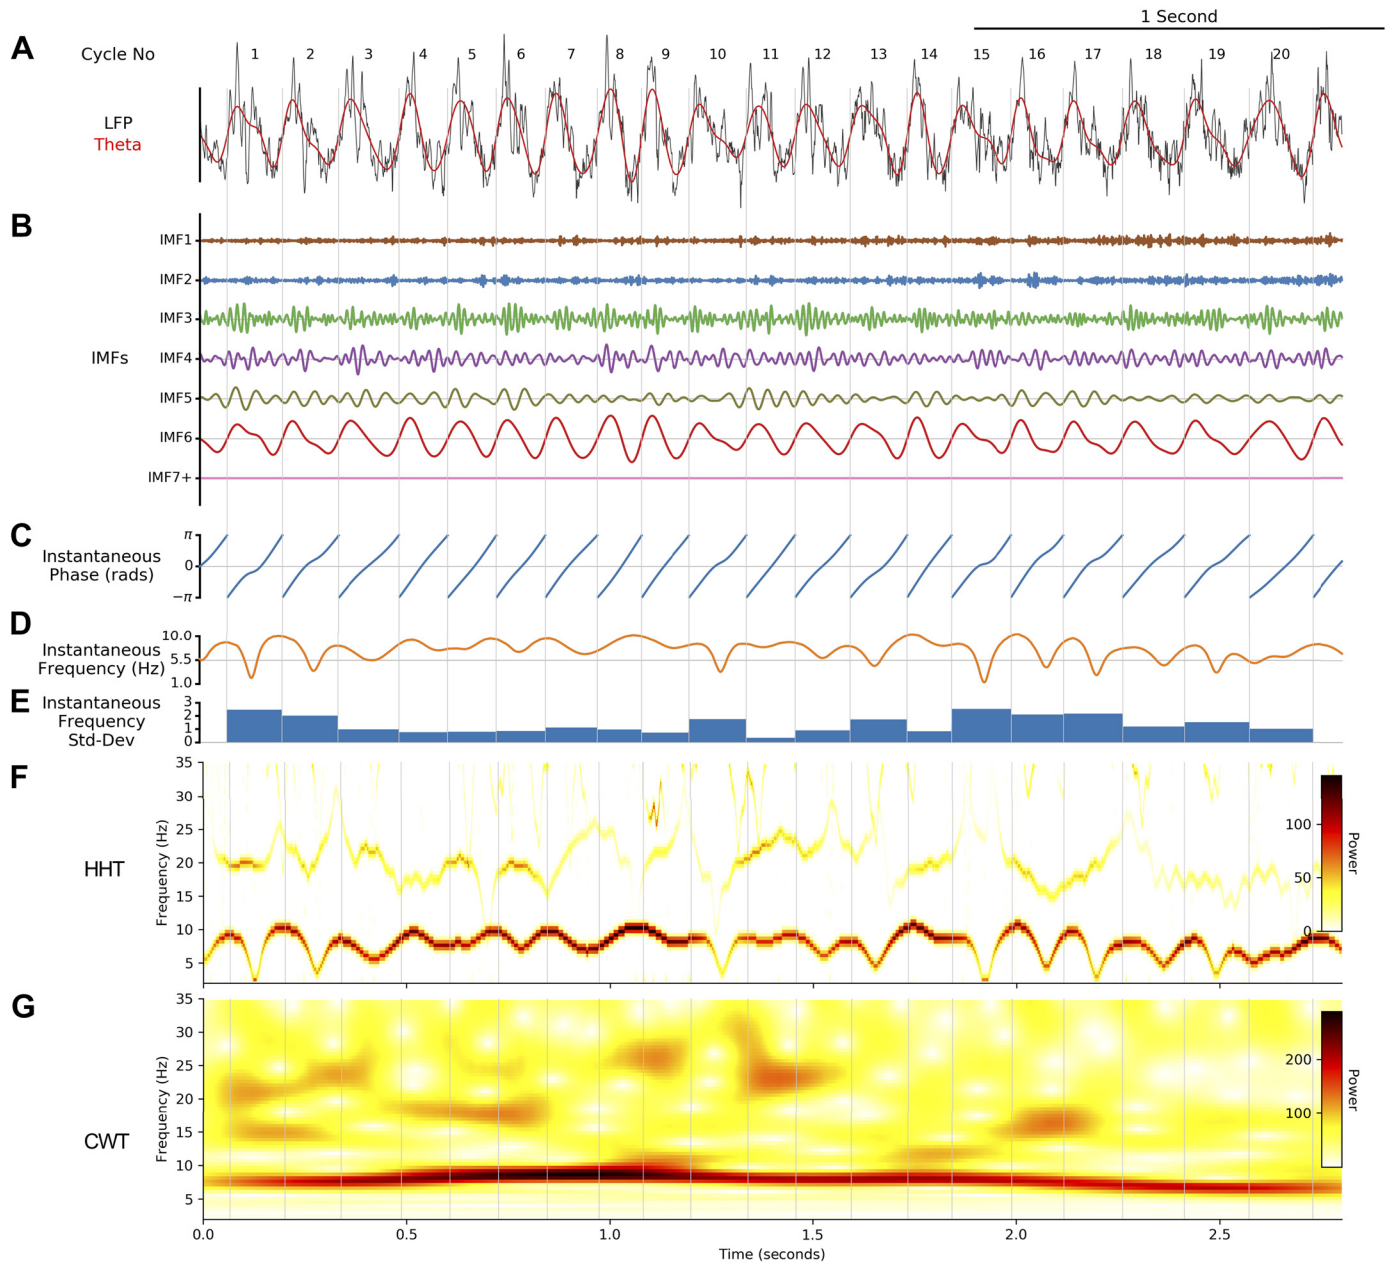 1 Second
A
Cycle No
1 2 3 4 5 6 7 8 9 10 11 12 13 14 15 16 17 18 19 20
LFP
Theta
B
IMFs
IMF1
IMF2
IMF3
IMF4
IMF5
IMF6
IMF7+
C
Instantaneous
Phase (rads)
π
0
−π
D
Instantaneous
Frequency (Hz)
10.0
5.5
1.0
E
Instantaneous
Frequency
Std-Dev
3
2
1
0
F
HHT
Frequency (Hz)
35
30
25
20
15
10
5
100
50
0
Power
G
CWT
Frequency (Hz)
35
30
25
20
15
10
5
200
100
Power
0.0 0.5 1.0 1.5 2.0 2.5
Time (seconds)